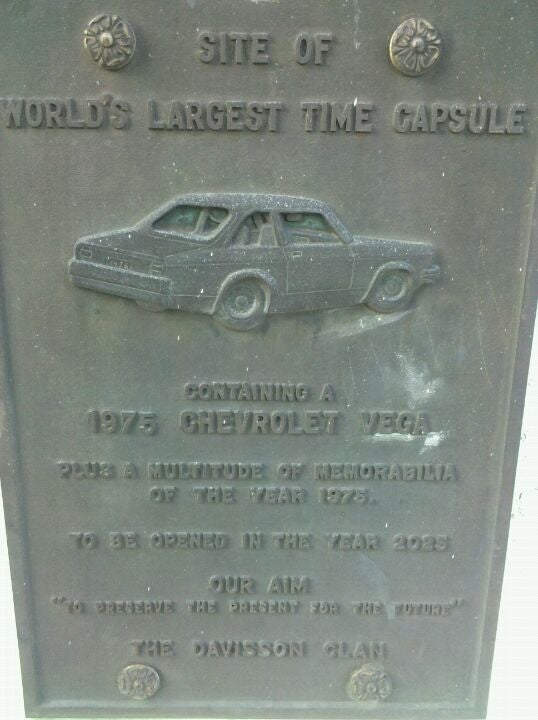 SITE OF
WORLD'S LARGEST TIME CAPSULE
CONTAINING A
1975 CHEVROLET VEGA
PLUS A MULTITUDE OF MEMORABILIA
OF THE YEAR 1975.
TO BE OPENED IN THE YEAR 2025
OUR AIM
"TO PRESERVE THE PRESENT FOR THE FUTURE"
THE DAVISSON CLAN